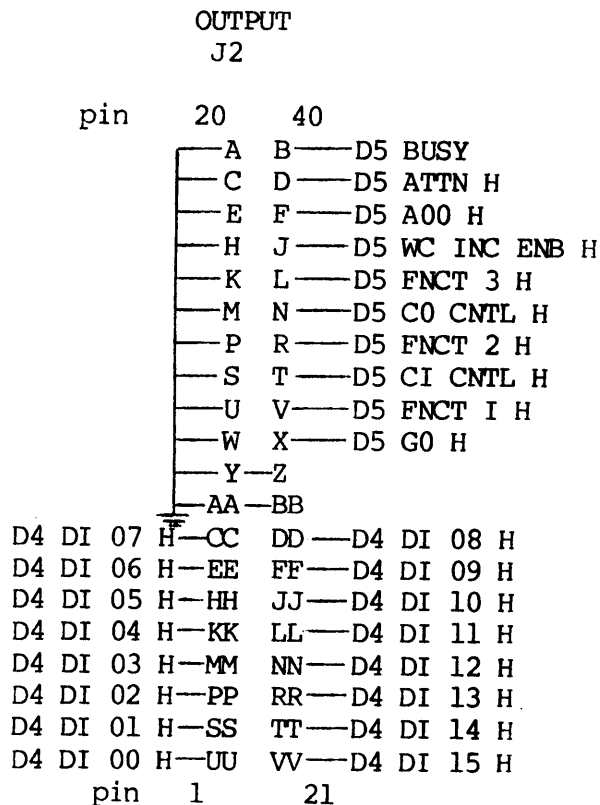 OUTPUT
J2
pin 20 40
A B D5 BUSY
C D D5 ATTN H
E F D5 A00 H
H J D5 WC INC ENB H
K L D5 FNCT 3 H
M N D5 C0 CNTL H
P R D5 FNCT 2 H
S T D5 CI CNTL H
U V D5 FNCT I H
W X D5 G0 H
Y Z
AA BB
D4 DI 07 H CC DD D4 DI 08 H
D4 DI 06 H EE FF D4 DI 09 H
D4 DI 05 H HH JJ D4 DI 10 H
D4 DI 04 H KK LL D4 DI 11 H
D4 DI 03 H MM NN D4 DI 12 H
D4 DI 02 H PP RR D4 DI 13 H
D4 DI 01 H SS TT D4 DI 14 H
D4 DI 00 H UU VV D4 DI 15 H
pin 1 21